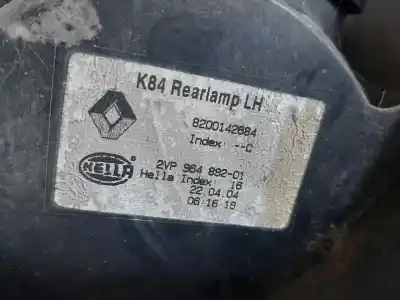 K84 Rearlamp LH
8200142684
Index: --C
HELLA
2VP 964 892-01
Hella Index: 16
22.04.04
06:16:19